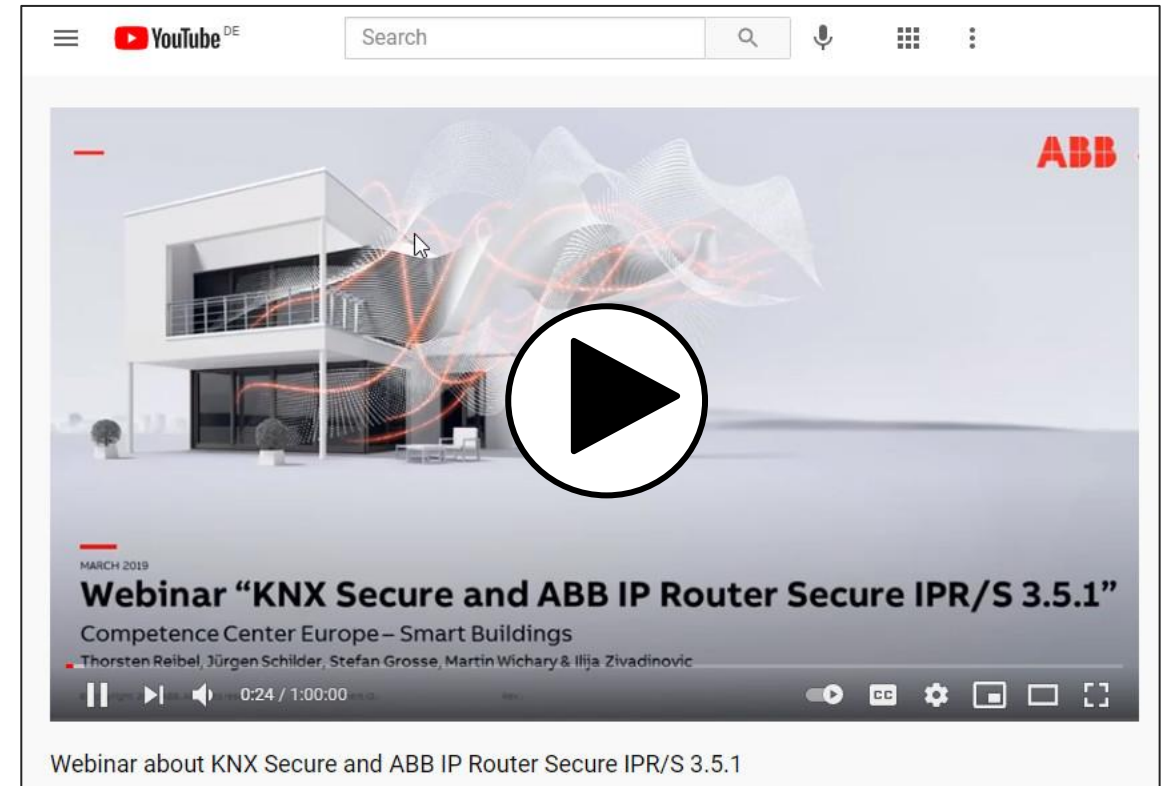 YouTube DE
Search
ABB
MARCH 2019
Webinar “KNX Secure and ABB IP Router Secure IPR/S 3.5.1”
Competence Center Europe – Smart Buildings
Thorsten Reibel, Jürgen Schilder, Stefan Grosse, Martin Wichary & Ilija Zivadinovic
0:24 / 1:00:00
CC
Webinar about KNX Secure and ABB IP Router Secure IPR/S 3.5.1